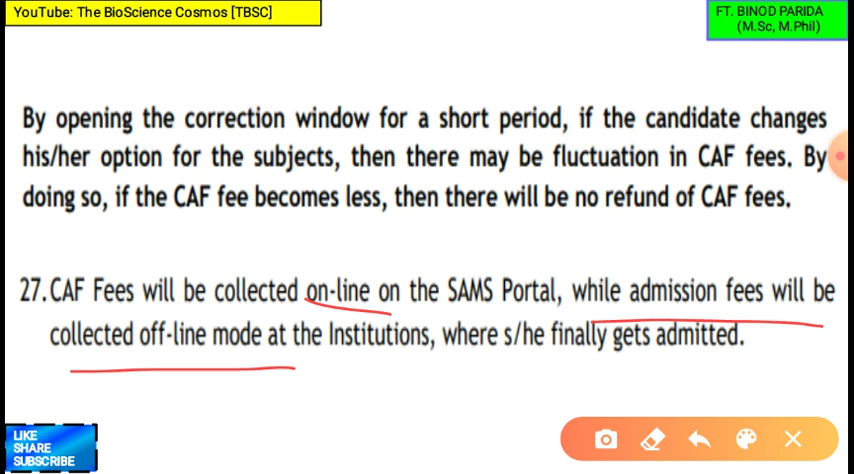 YouTube: The BioScience Cosmos [TBSC]
FT. BINOD PARIDA
(M.Sc, M.Phil)
By opening the correction window for a short period, if the candidate changes
his/her option for the subjects, then there may be fluctuation in CAF fees. By
doing so, if the CAF fee becomes less, then there will be no refund of CAF fees.
27. CAF Fees will be collected on-line on the SAMS Portal, while admission fees will be
collected off-line mode at the Institutions, where s/he finally gets admitted.
LIKE
SHARE
SUBSCRIBE